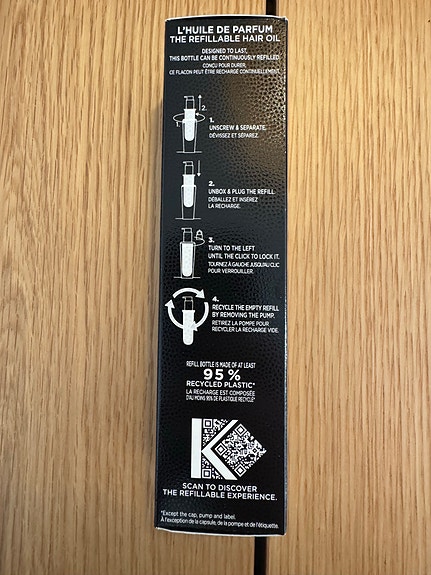 L'HUILE DE PARFUM
THE REFILLABLE HAIR OIL
DESIGNED TO LAST,
THIS BOTTLE CAN BE CONTINUOUSLY REFILLED.
CONÇU POUR DURER,
CE FLACON PEUT ÊTRE RECHARGÉ CONTINUELLEMENT.
1.
2.
1.
UNSCREW & SEPARATE.
DÉVISSEZ ET SÉPAREZ.
2.
UNBOX & PLUG THE REFILL.
DÉBALLEZ ET INSÉREZ
LA RECHARGE.
3.
TURN TO THE LEFT
UNTIL THE CLICK TO LOCK IT.
TOURNEZ À GAUCHE JUSQU'AU CLIC
POUR VERROUILLER.
4.
RECYCLE THE EMPTY REFILL
BY REMOVING THE PUMP.
RETIREZ LA POMPE POUR
RECYCLER LA RECHARGE VIDE.
REFILL BOTTLE IS MADE OF AT LEAST
95 %
RECYCLED PLASTIC*
LA RECHARGE EST COMPOSÉE
D'AU MOINS 95% DE PLASTIQUE RECYCLÉ*
K
SCAN TO DISCOVER
THE REFILLABLE EXPERIENCE.
*Except the cap, pump and label.
À l'exception de la capsule, de la pompe et de l'étiquette.